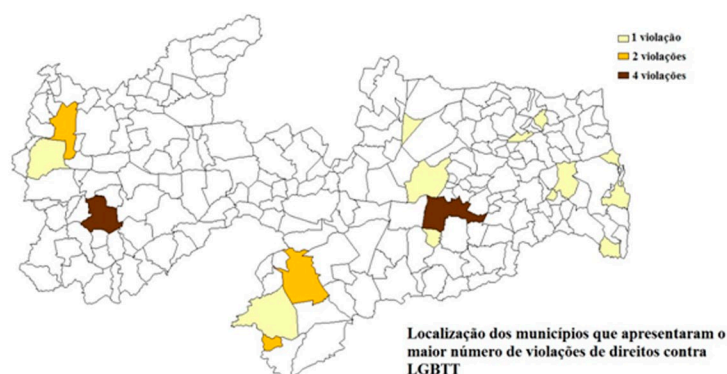 1 violação
2 violações
4 violações
Localização dos municípios que apresentaram o
maior número de violações de direitos contra
LGBTT